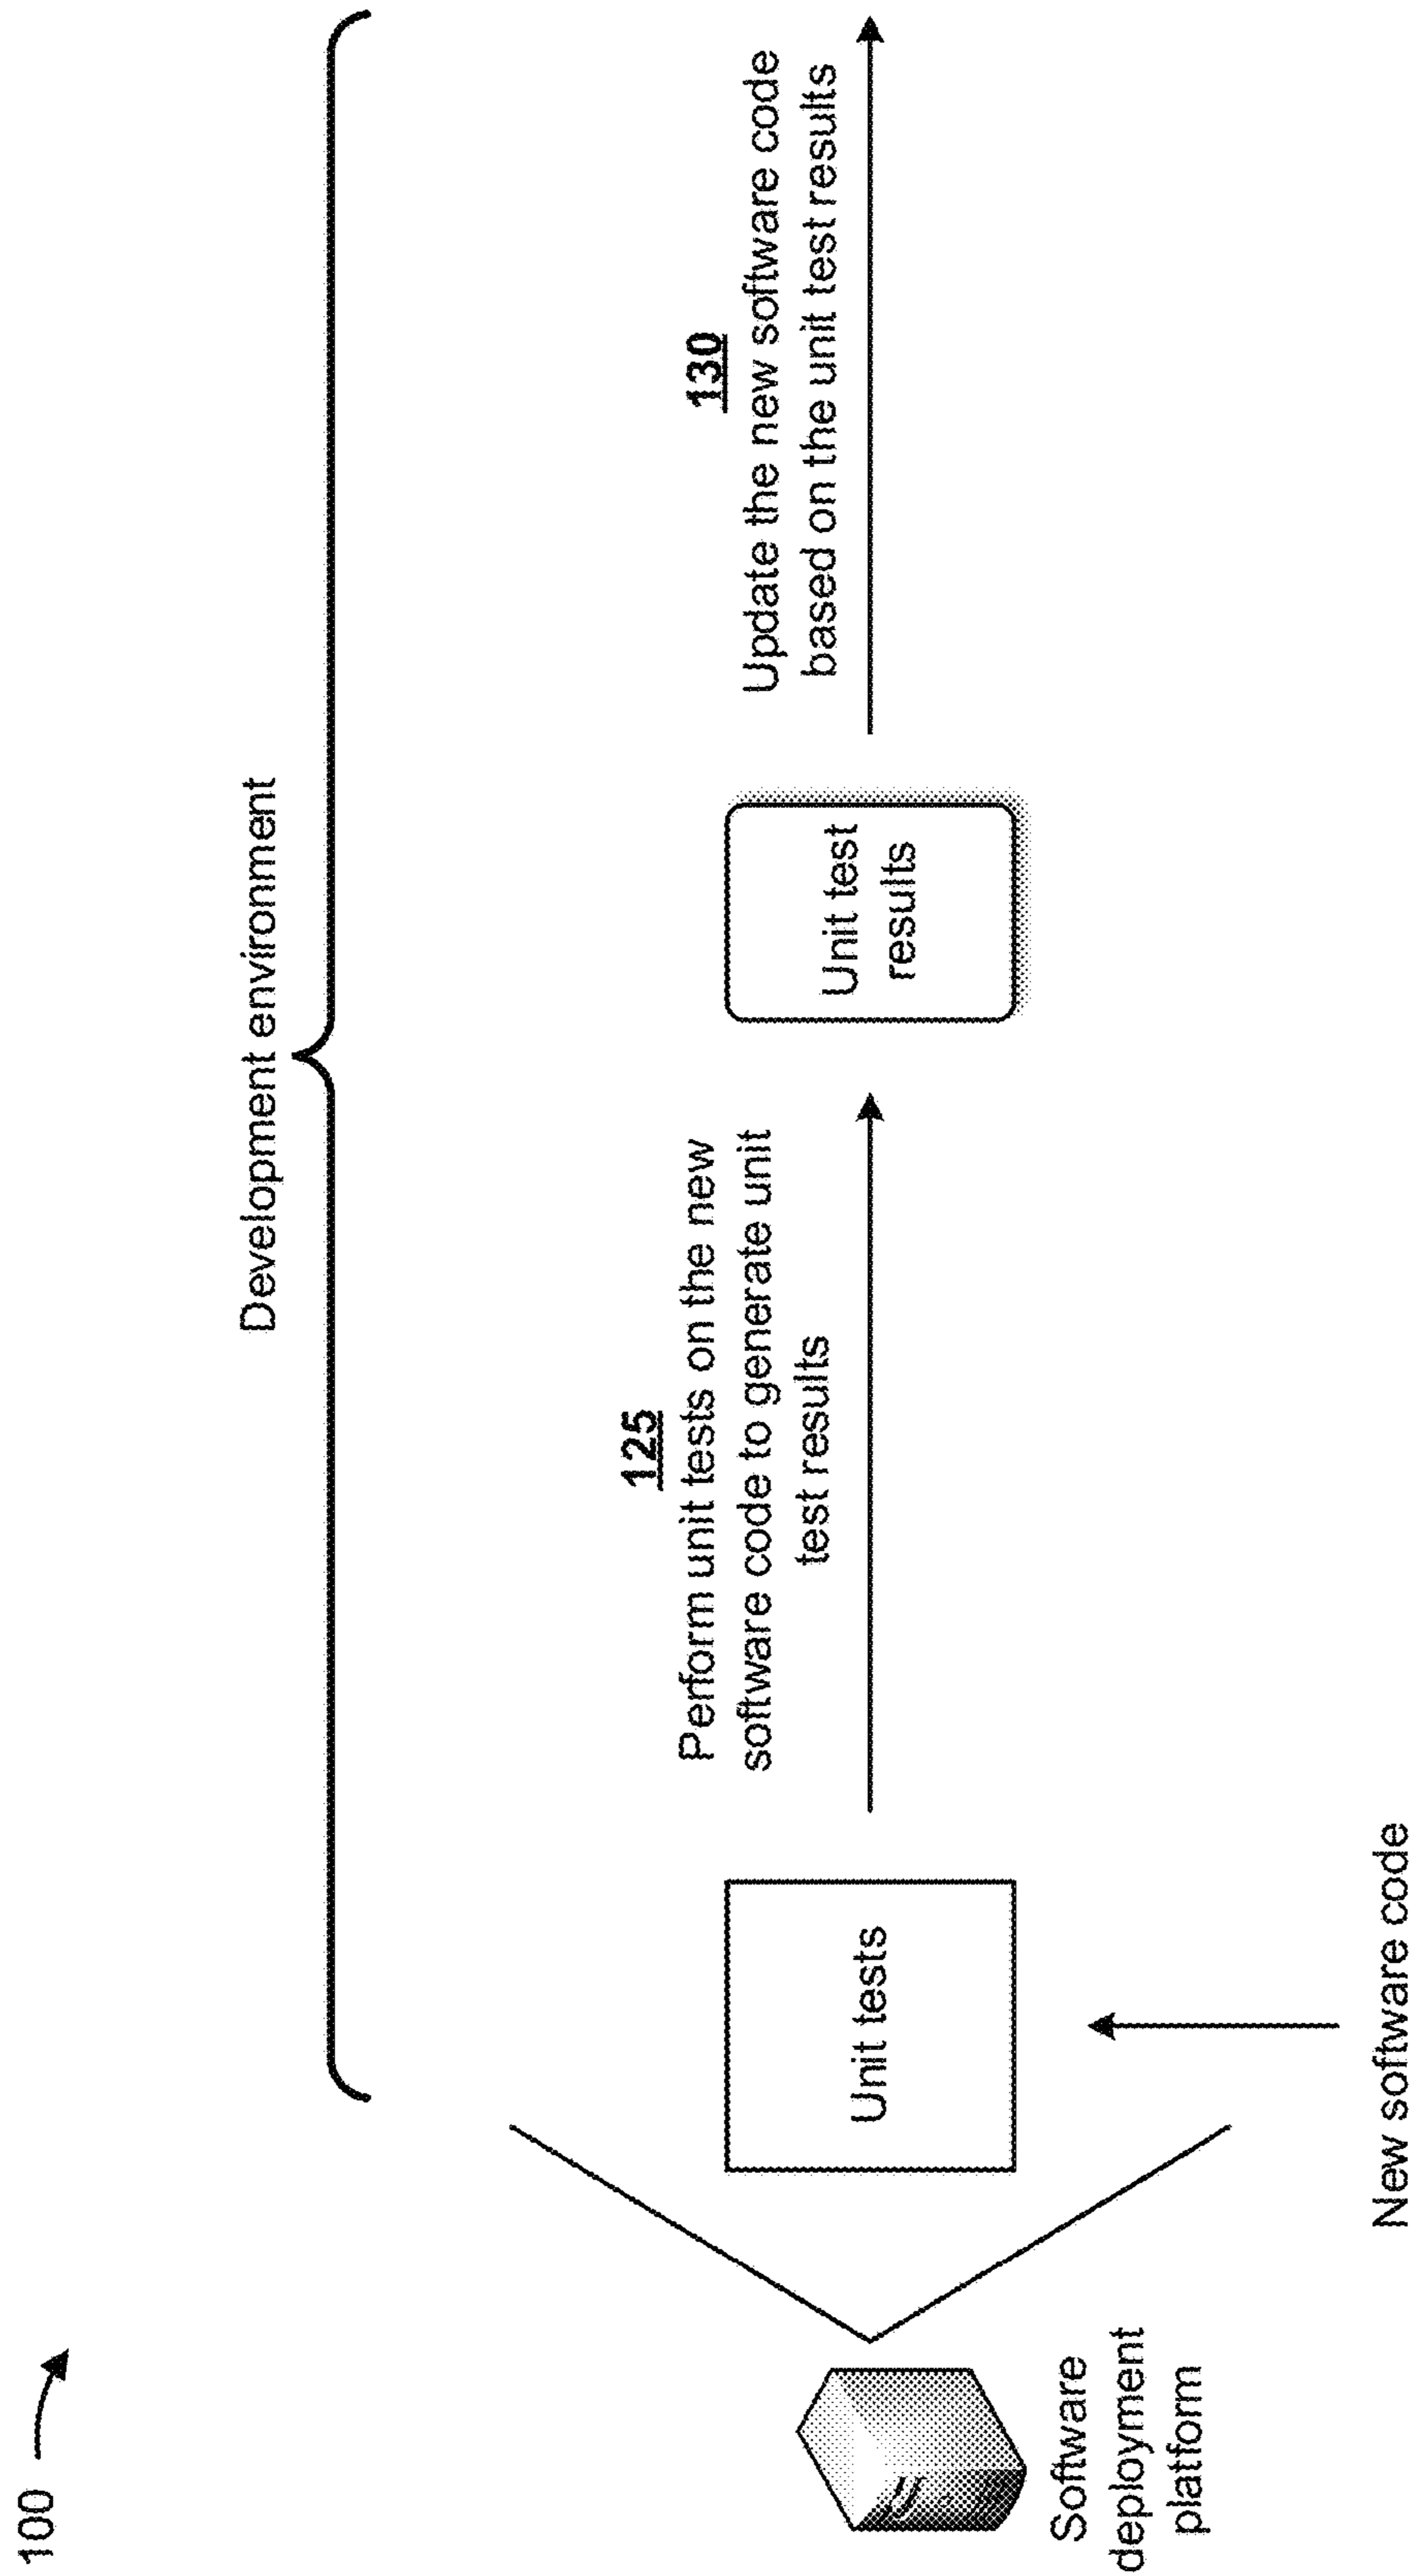 100
Development environment
125
Perform unit tests on the new
software code to generate unit
test results
130
Update the new software code
based on the unit test results
Unit tests
Unit test
results
Software
deployment
platform
New software code